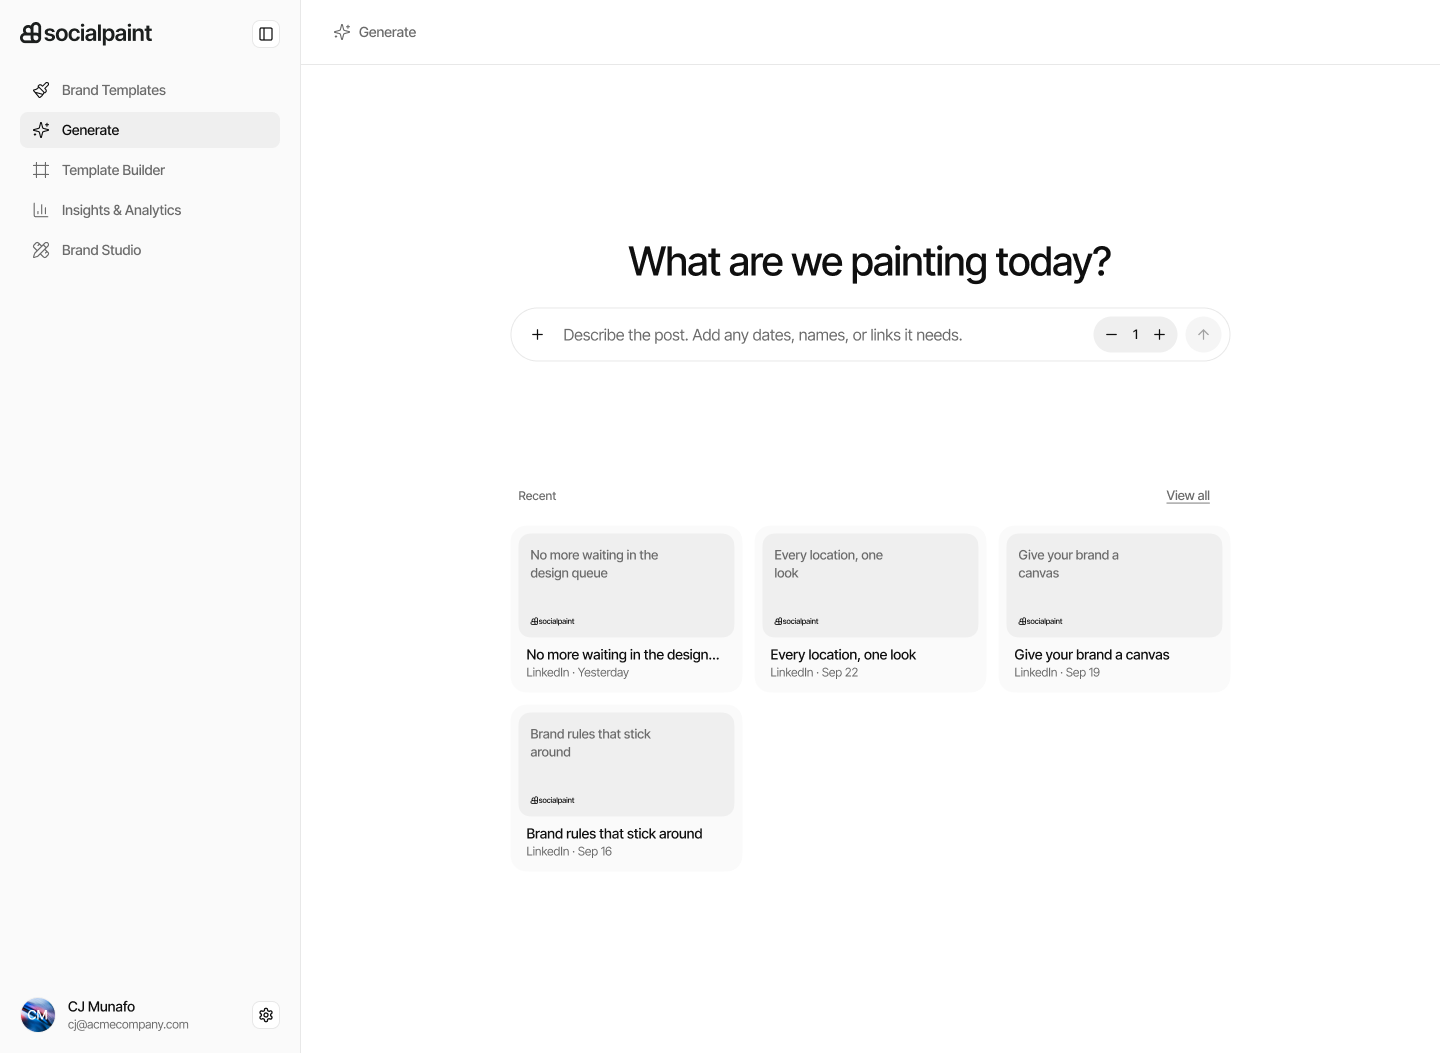 socialpaint
Generate
Brand Templates
Generate
Template Builder
Insights & Analytics
Brand Studio
What are we painting today?
Describe the post. Add any dates, names, or links it needs.
1
Recent
View all
No more waiting in the
design queue
socialpaint
No more waiting in the design...
LinkedIn · Yesterday
Every location, one
look
socialpaint
Every location, one look
LinkedIn · Sep 22
Give your brand a
canvas
socialpaint
Give your brand a canvas
LinkedIn · Sep 19
Brand rules that stick
around
socialpaint
Brand rules that stick around
LinkedIn · Sep 16
CM
CJ Munafo
cj@acmecompany.com